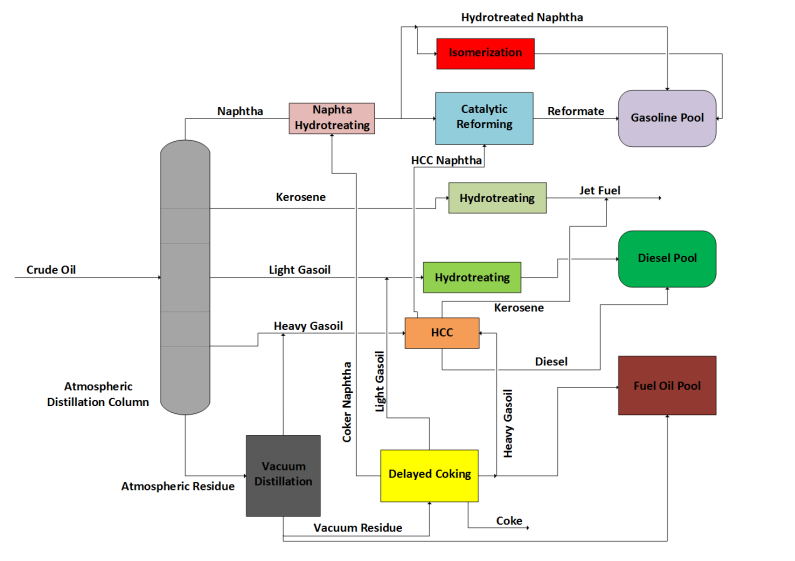 Hydrotreated Naphtha
Isomerization
Naphtha
Naphta
Hydrotreating
Catalytic
Reforming
Reformate
Gasoline Pool
HCC Naphtha
Kerosene
Hydrotreating
Jet Fuel
Crude Oil
Light Gasoil
Hydrotreating
Diesel Pool
Kerosene
Heavy Gasoil
HCC
Diesel
Atmospheric
Distillation Column
Coker Naphtha
Light Gasoil
Heavy Gasoil
Fuel Oil Pool
Vacuum
Distillation
Delayed Coking
Atmospheric Residue
Vacuum Residue
Coke